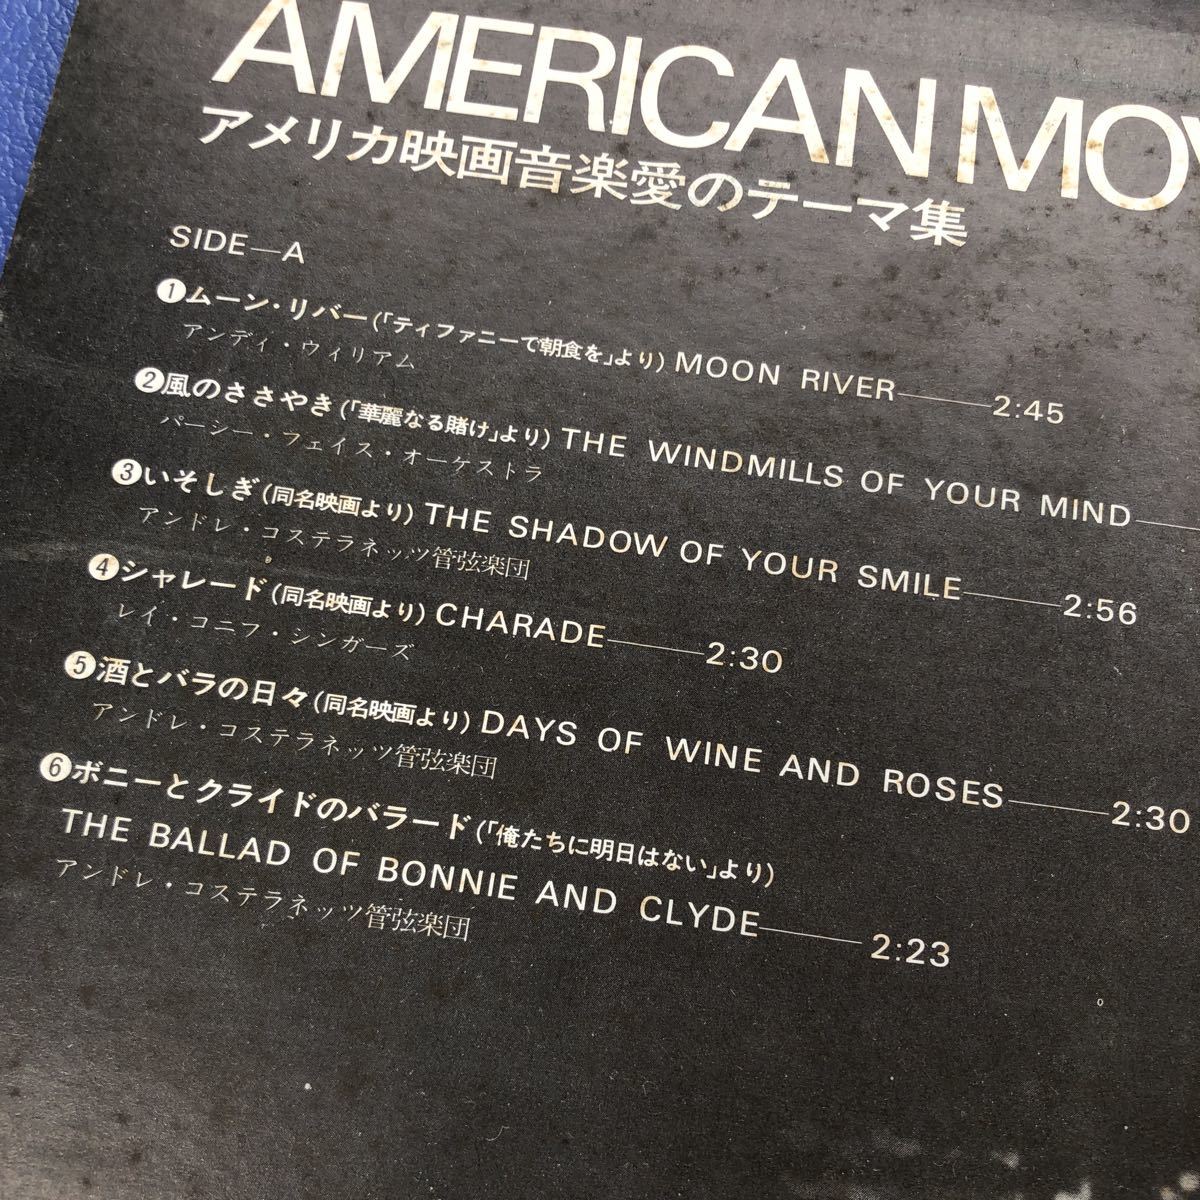 AMERICAN MOV
アメリカ映画音楽愛のテーマ集
SIDE—A
❶ムーン・リバー(「ティファニーで朝食を」より) MOON RIVER——2:45
アンディ・ウィリアム
❷風のささやき(「華麗なる賭け」より) THE WINDMILLS OF YOUR MIND——
パーシー・フェイス・オーケストラ
❸いそしぎ(同名映画より) THE SHADOW OF YOUR SMILE——2:56
アンドレ・コステラネッツ管弦楽団
❹シャレード(同名映画より) CHARADE——2:30
レイ・コニフ・シンガーズ
❺酒とバラの日々(同名映画より) DAYS OF WINE AND ROSES——2:30
アンドレ・コステラネッツ管弦楽団
❻ボニーとクライドのバラード(「俺たちに明日はない」より)
THE BALLAD OF BONNIE AND CLYDE——2:23
アンドレ・コステラネッツ管弦楽団